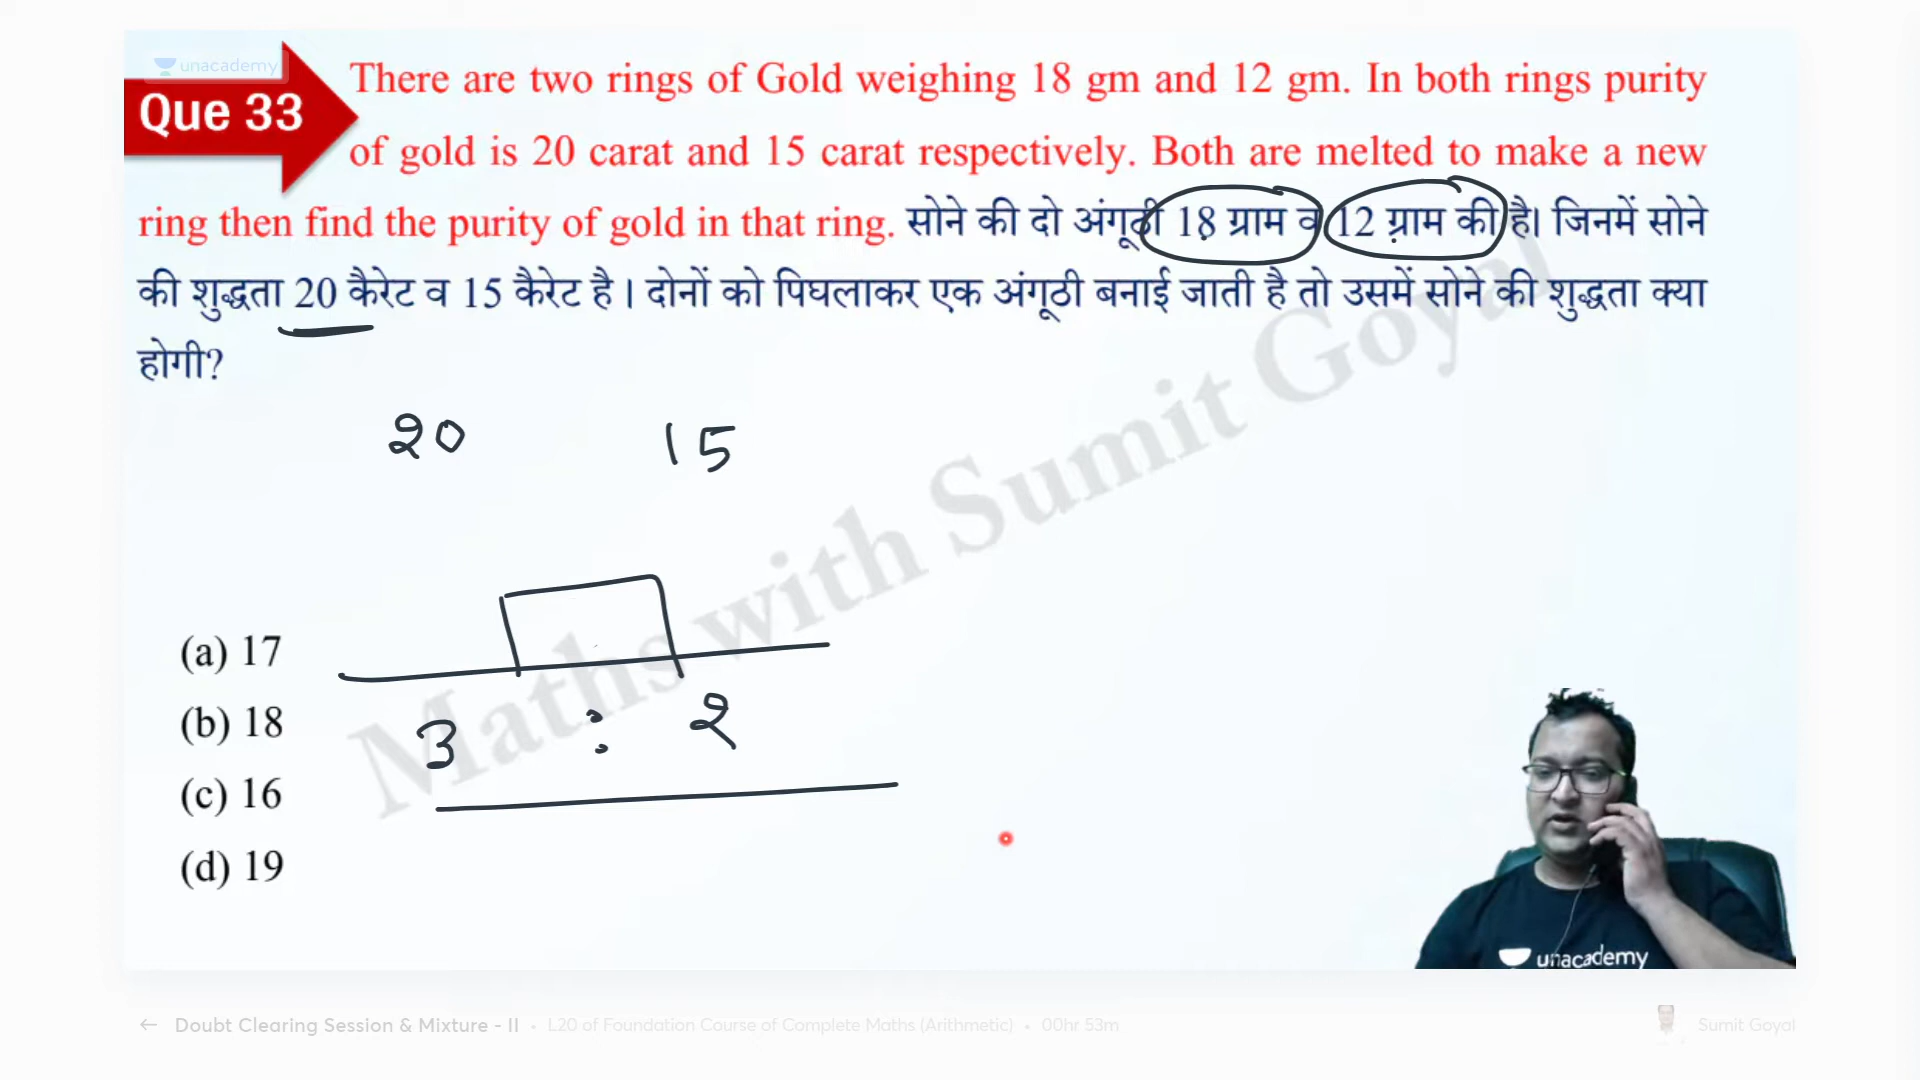 unacademy
Que 33
There are two rings of Gold weighing 18 gm and 12 gm. In both rings purity
of gold is 20 carat and 15 carat respectively. Both are melted to make a new
ring then find the purity of gold in that ring. सोने की दो अंगूठी 18 ग्राम व 12 ग्राम की है। जिनमें सोने
की शुद्धता 20 कैरेट व 15 कैरेट है। दोनों को पिघलाकर एक अंगूठी बनाई जाती है तो उसमें सोने की शुद्धता क्या
होगी?
20 15
(a) 17
3 : 2
(b) 18
(c) 16
(d) 19
Maths with Sumit Goyal
unacademy
← Doubt Clearing Session & Mixture - II • L20 of Foundation Course of Complete Maths (Arithmetic) • 00hr 53m
Sumit Goyal